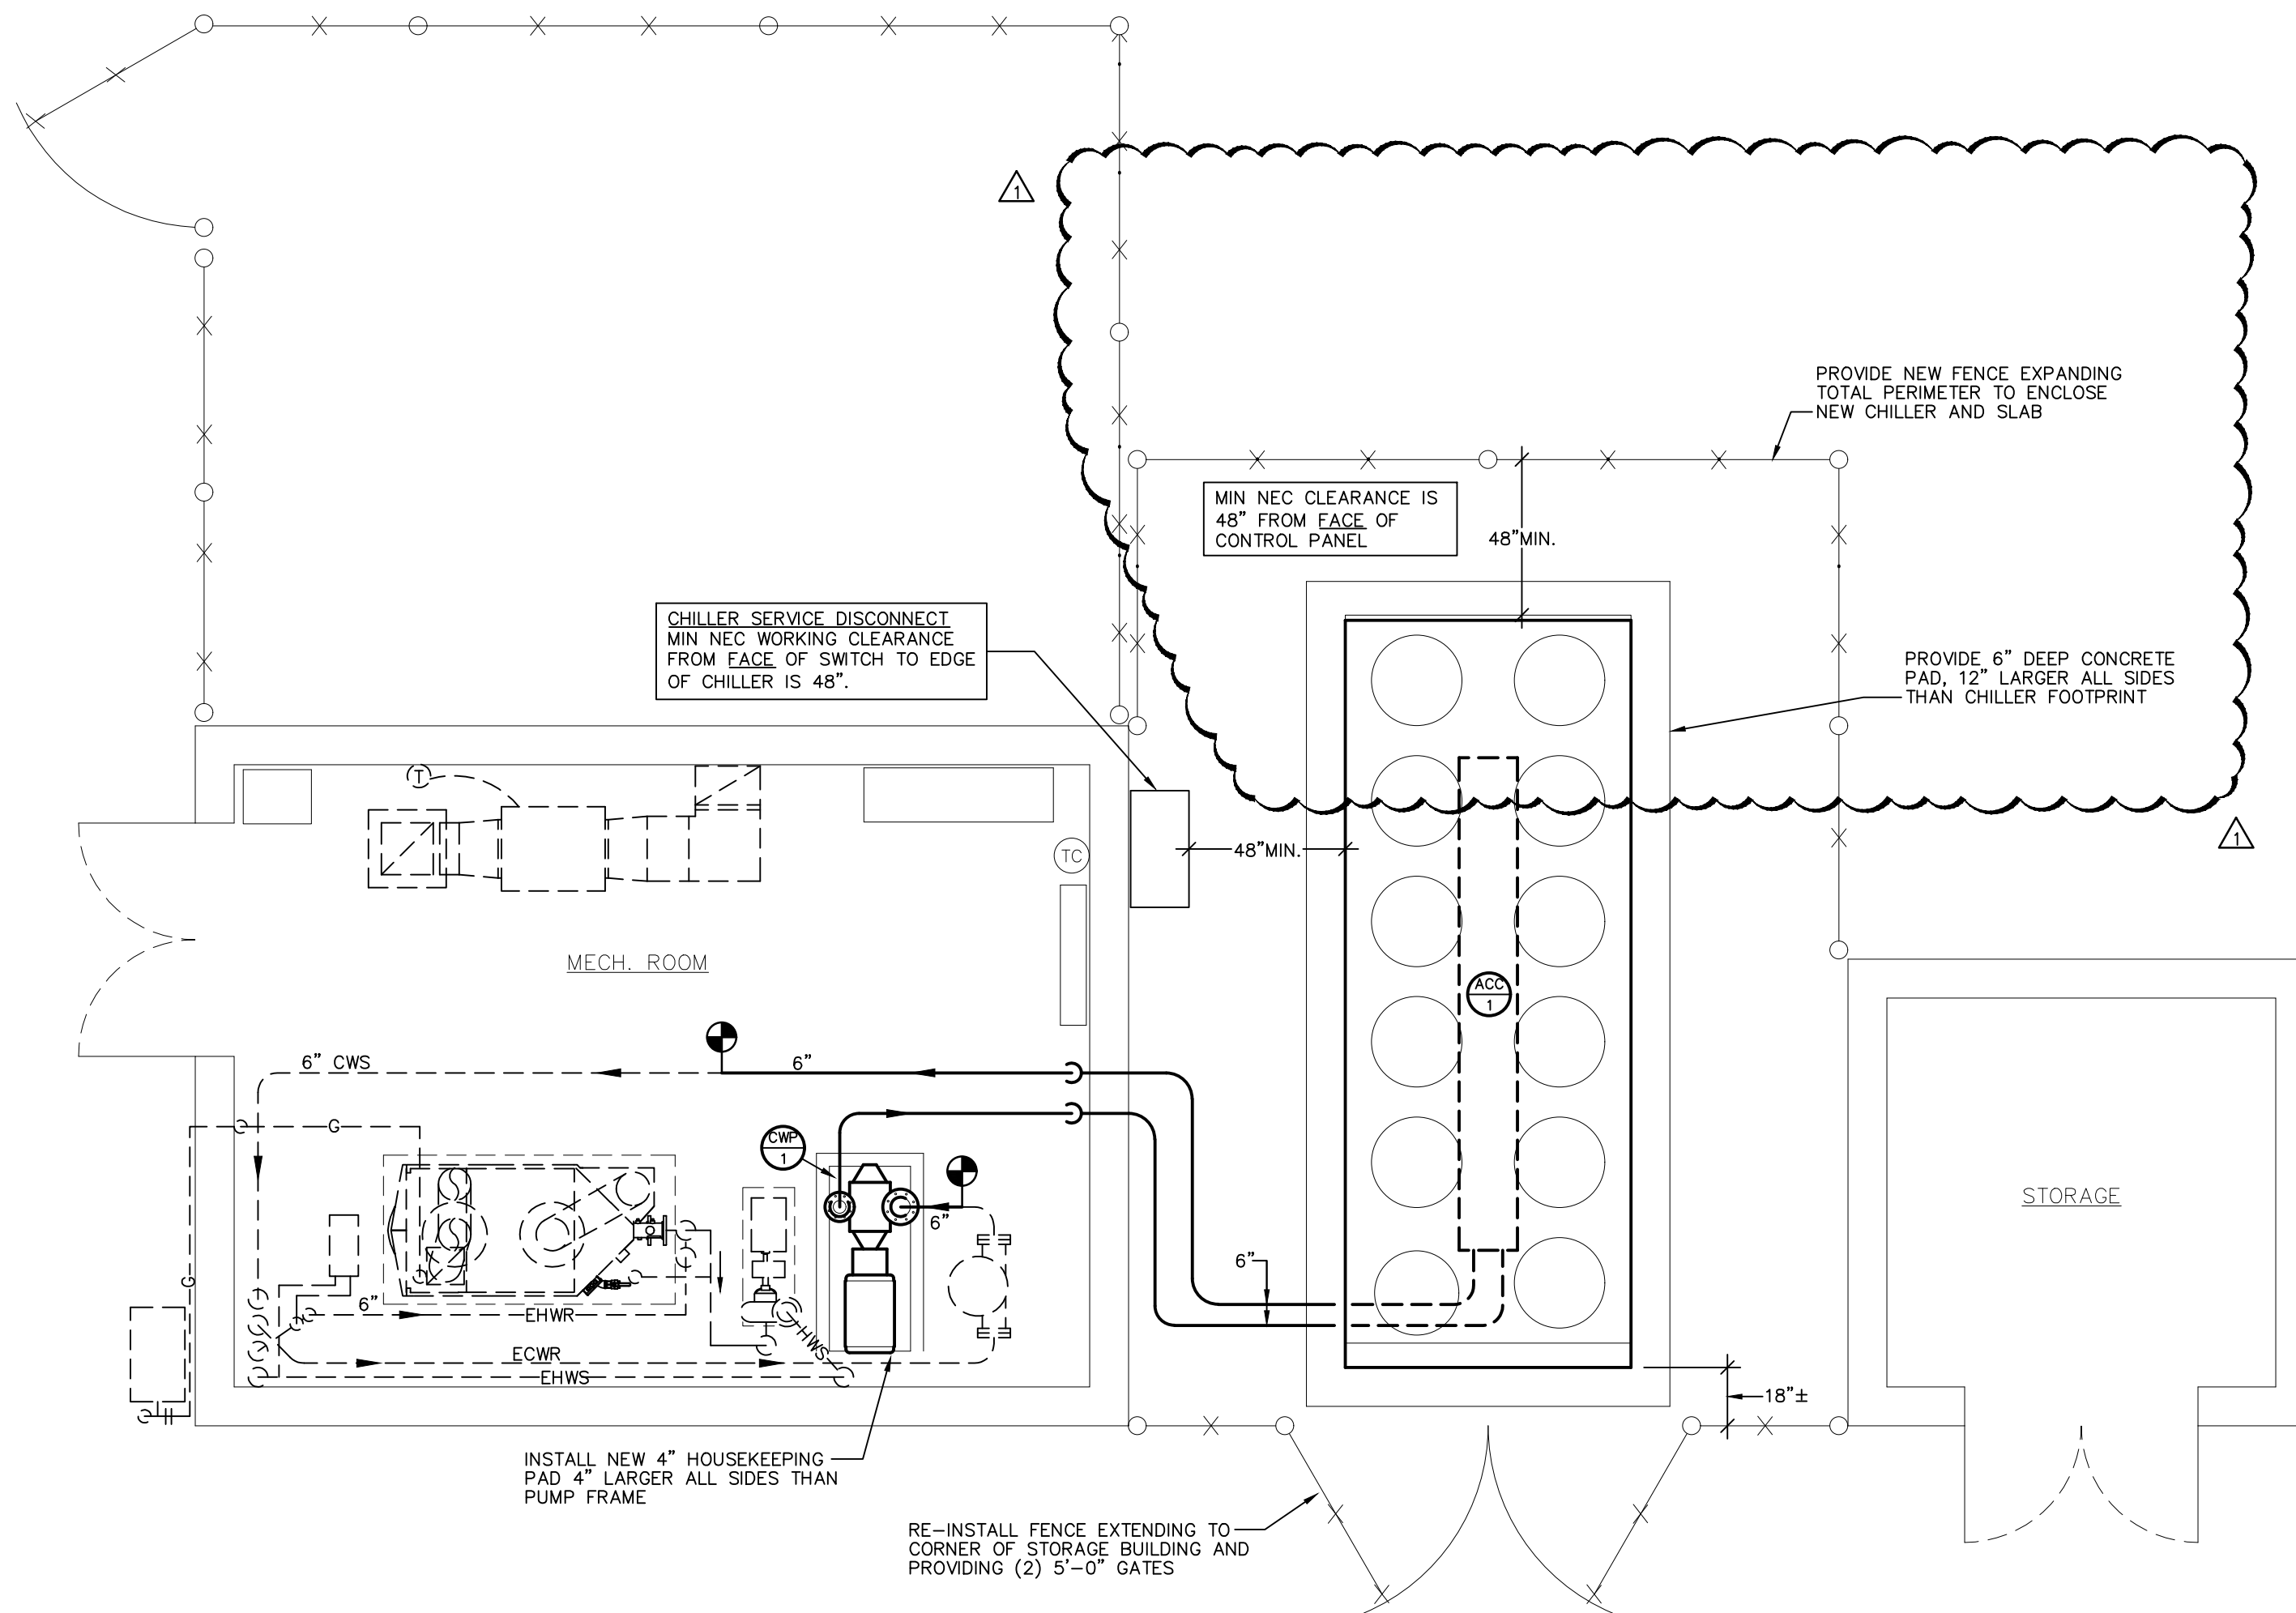 1
PROVIDE NEW FENCE EXPANDING
TOTAL PERIMETER TO ENCLOSE
NEW CHILLER AND SLAB
MIN NEC CLEARANCE IS
48" FROM FACE OF
CONTROL PANEL
48"MIN.
CHILLER SERVICE DISCONNECT
MIN NEC WORKING CLEARANCE
FROM FACE OF SWITCH TO EDGE
OF CHILLER IS 48".
PROVIDE 6" DEEP CONCRETE
PAD, 12" LARGER ALL SIDES
THAN CHILLER FOOTPRINT
T
TC
48"MIN.
1
MECH. ROOM
ACC
1
6" CWS
6"
G
CWP
1
STORAGE
6"
6"
G
6"
EHWR
HWS
ECWR
EHWS
18"±
INSTALL NEW 4" HOUSEKEEPING
PAD 4" LARGER ALL SIDES THAN
PUMP FRAME
RE-INSTALL FENCE EXTENDING TO
CORNER OF STORAGE BUILDING AND
PROVIDING (2) 5'-0" GATES